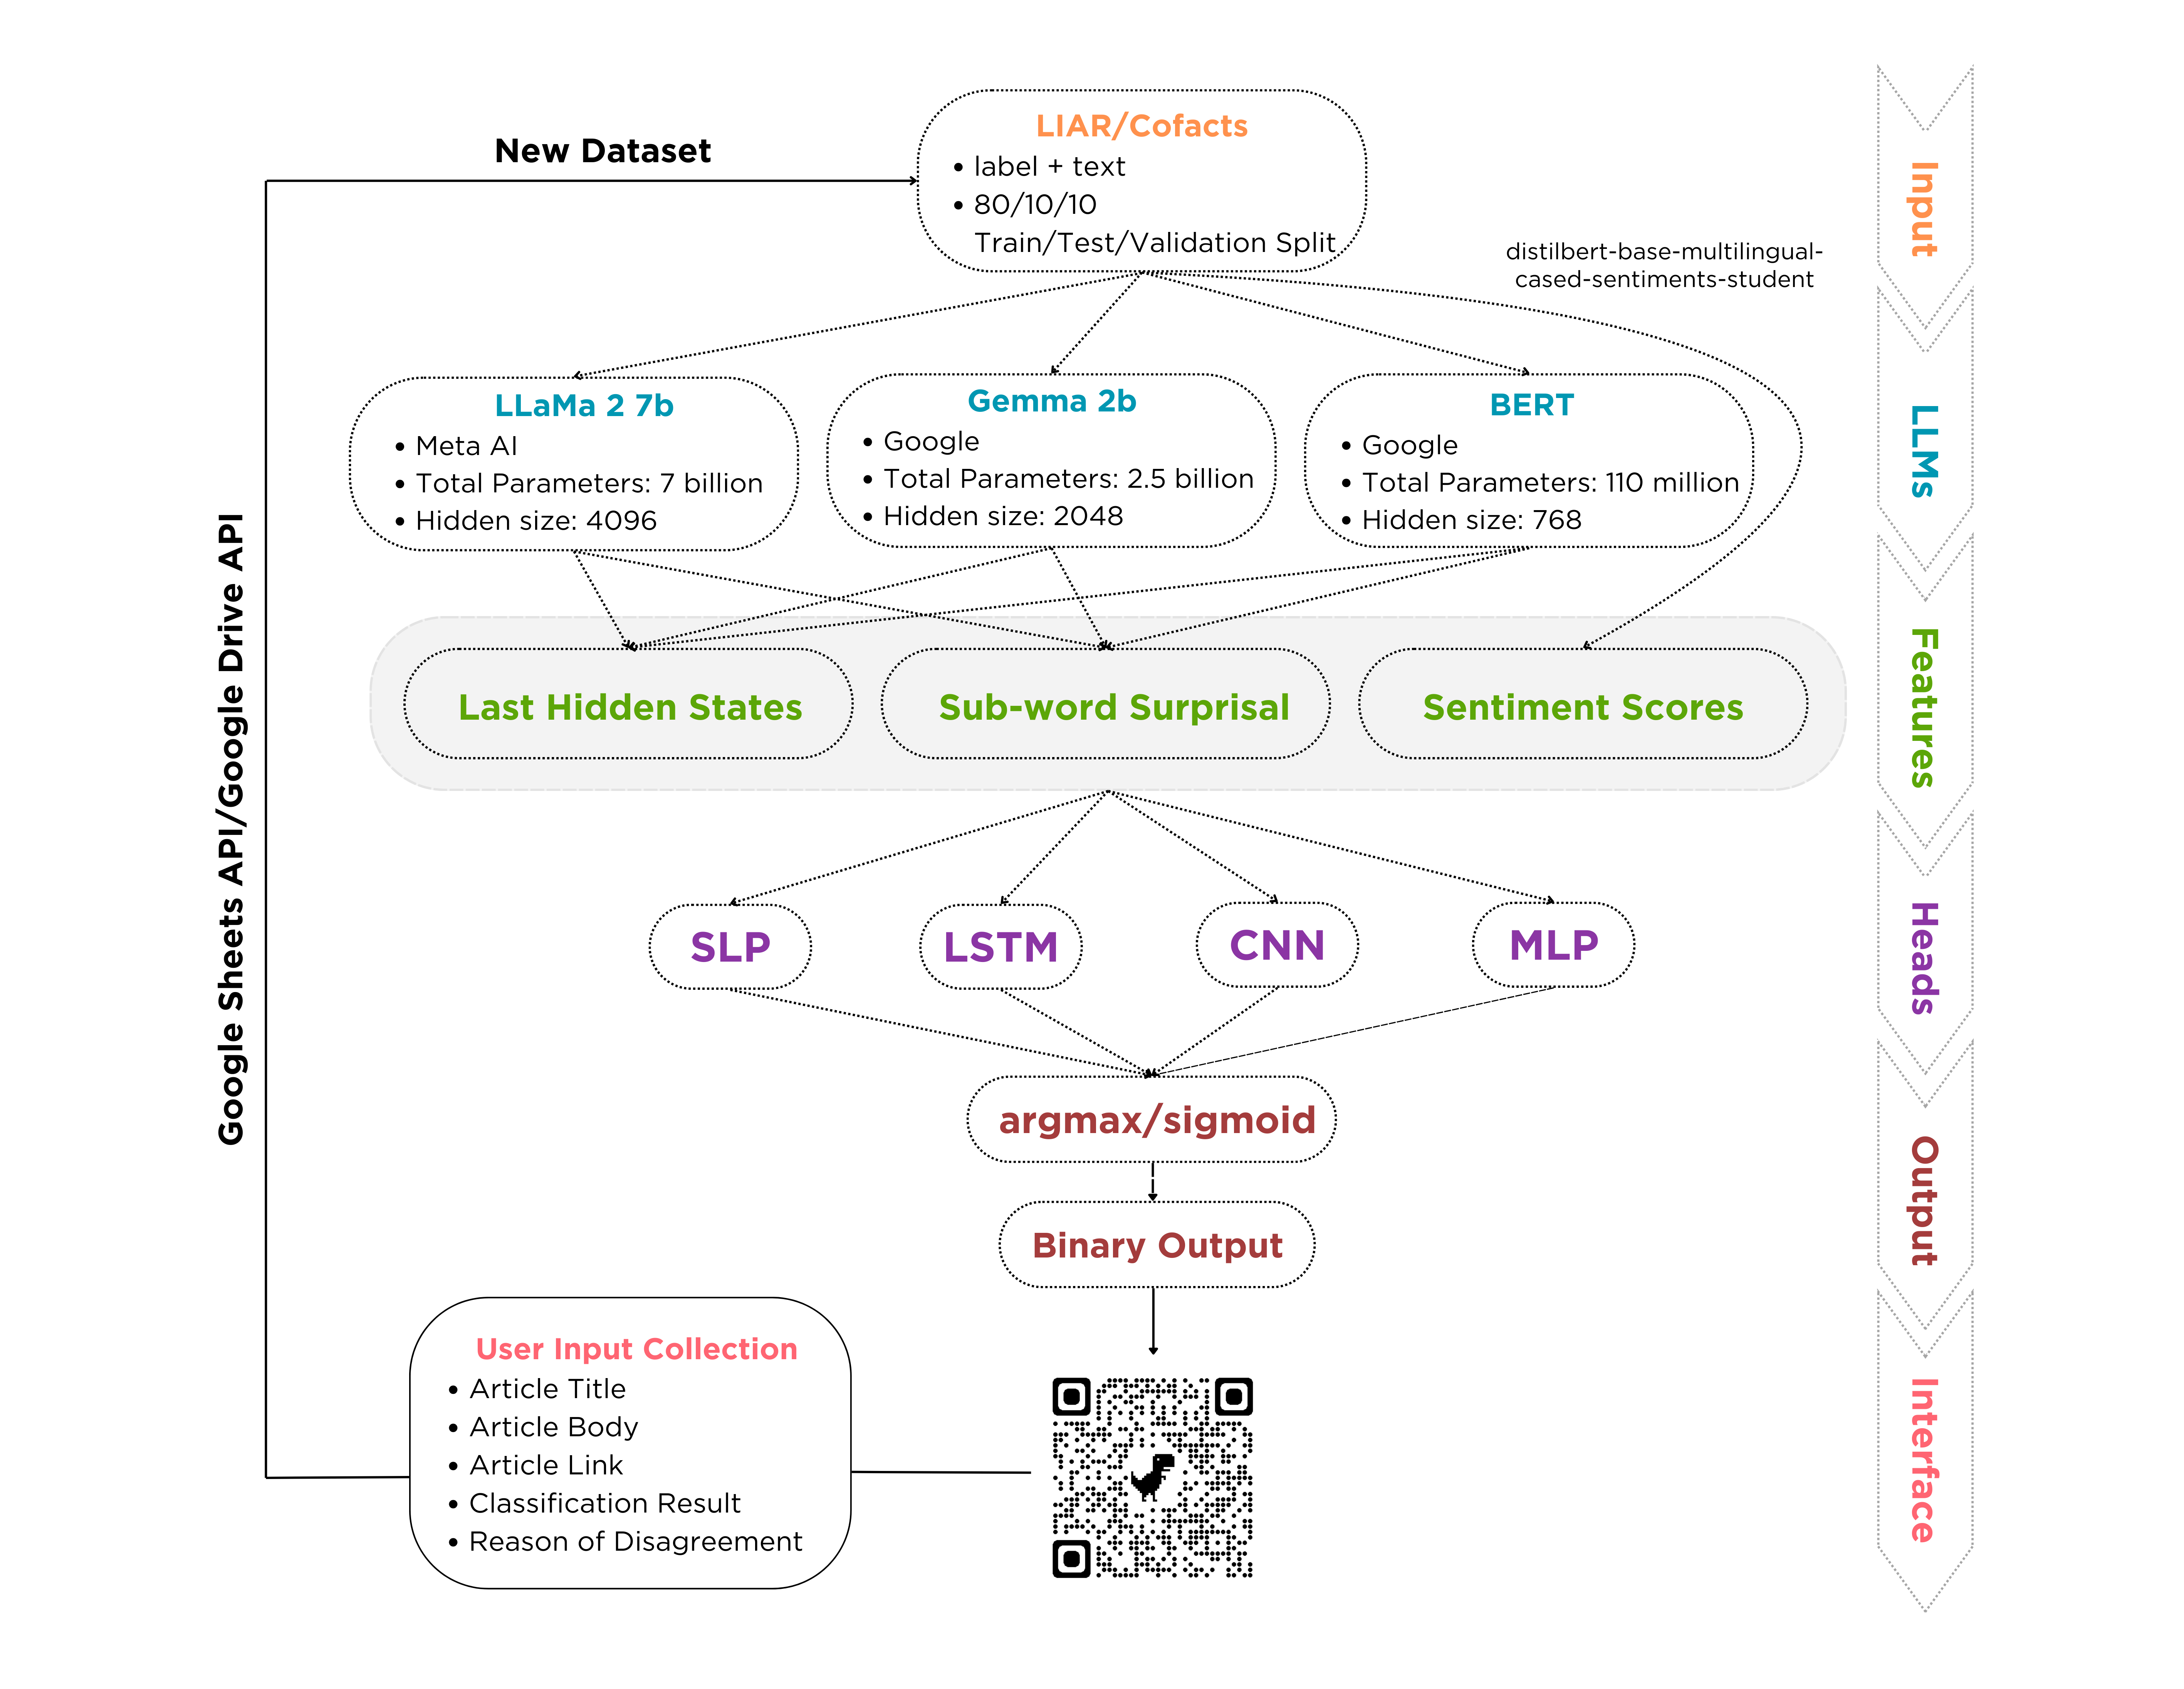 New Dataset
LIAR/Cofacts
• label + text
• 80/10/10
Train/Test/Validation Split
distilbert-base-multilingual-
cased-sentiments-student
LLaMa 2 7b
• Meta AI
• Total Parameters: 7 billion
• Hidden size: 4096
Gemma 2b
• Google
• Total Parameters: 2.5 billion
• Hidden size: 2048
BERT
• Google
• Total Parameters: 110 million
• Hidden size: 768
Last Hidden States
Sub-word Surprisal
Sentiment Scores
SLP
LSTM
CNN
MLP
argmax/sigmoid
Binary Output
User Input Collection
• Article Title
• Article Body
• Article Link
• Classification Result
• Reason of Disagreement
Google Sheets API/Google Drive API
Input
LLMs
Features
Heads
Output
Interface